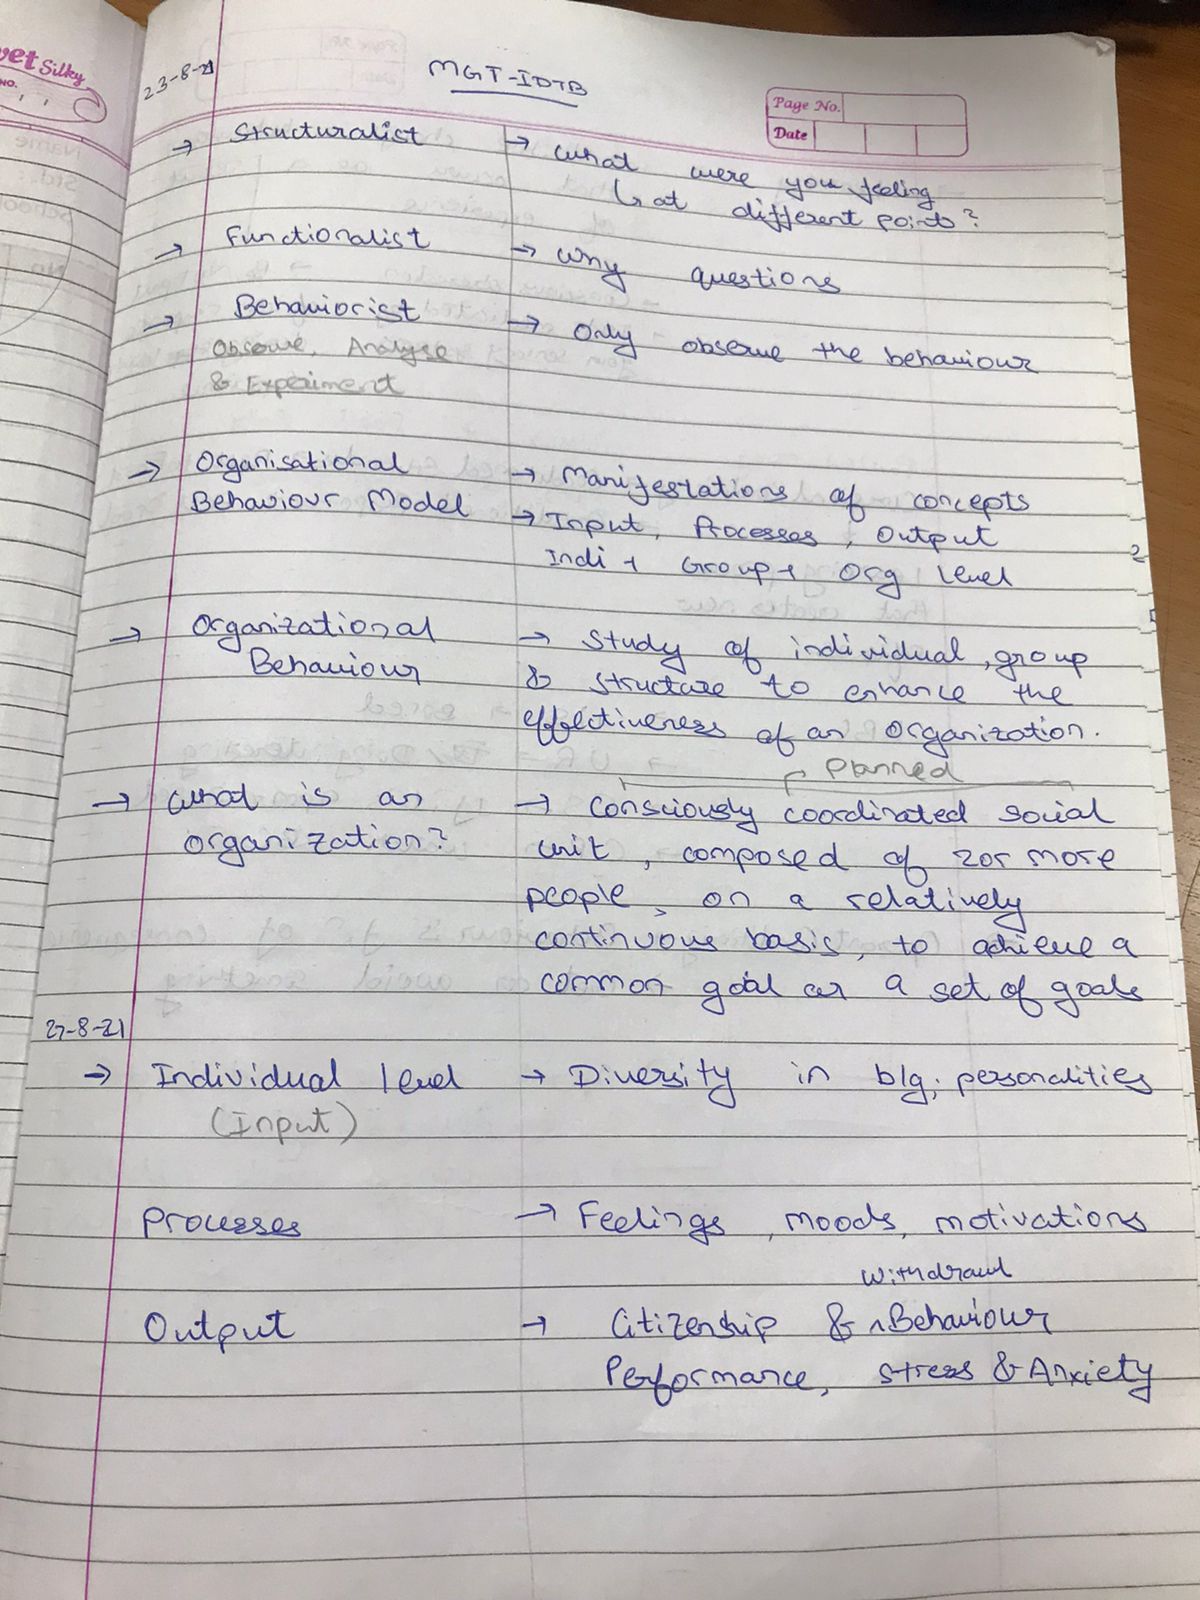 vet Silky
NO.
23-8-21
MGT-IDTB
Page No.
Date
→ Structuralist → What were you feeling
↳ at different points?
→ Functionalist → Why questions
→ Behaviorist → Only observe the behaviour
Observe, Analyse
& Experiment
→ Organisational → Manifestations of concepts
Behaviour Model → Input, Processes, Output
Indi + Group + Org level
→ Organizational → Study of individual, group
Behaviour & structure to enhance the
effectiveness of an organization.
Planned
→ What is an → Consciously coordinated social
organization? unit, composed of 2 or more
people, on a relatively
continuous basis, to achieve a
common goal or a set of goals
27-8-21
→ Individual level → Diversity in b/g; personalities
(Input)
Processes → Feelings, moods, motivations
withdrawl
Output → Citizenship & ^Behaviour
Performance, Stress & Anxiety